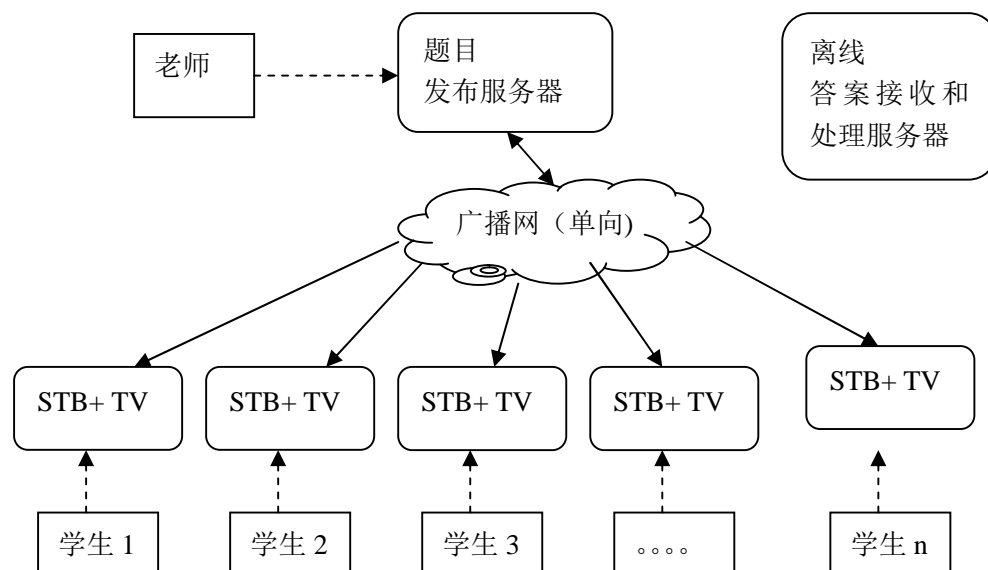 老师
题目
发布服务器
离线
答案接收和
处理服务器
广播网（单向)
STB+ TV
STB+ TV
STB+ TV
STB+ TV
STB+ TV
学生 1
学生 2
学生 3
。。。。
学生 n